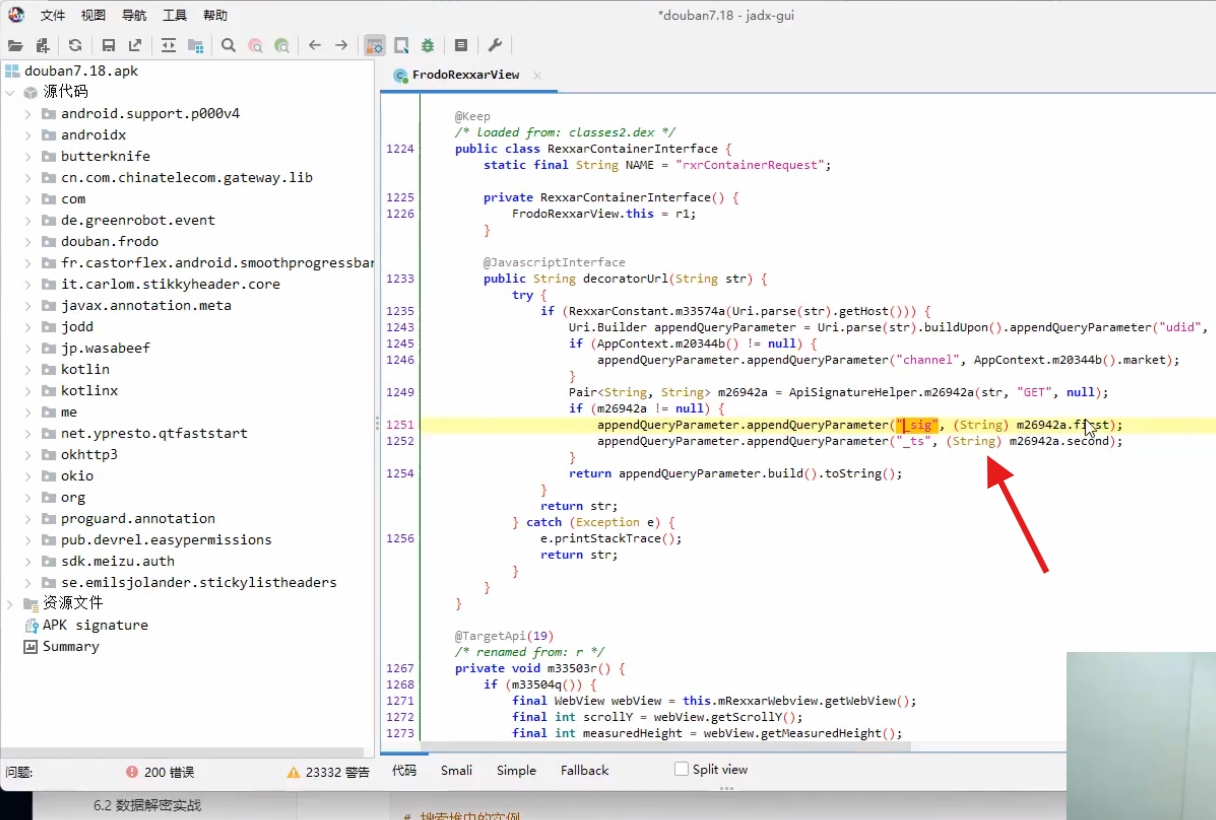 文件 视图 导航 工具 帮助 *douban7.18 - jadx-gui
douban7.18.apk
源代码
android.support.p000v4
androidx
butterknife
cn.com.chinatelecom.gateway.lib
com
de.greenrobot.event
douban.frodo
fr.castorflex.android.smoothprogressbar
it.carlom.stikkyheader.core
javax.annotation.meta
jodd
jp.wasabeef
kotlin
kotlinx
me
net.ypresto.qtfaststart
okhttp3
okio
org
proguard.annotation
pub.devrel.easypermissions
sdk.meizu.auth
se.emilsjolander.stickylistheaders
资源文件
APK signature
Summary
FrodoRexxarView
@Keep
/* loaded from: classes2.dex */
1224 public class RexxarContainerInterface {
static final String NAME = "rxrContainerRequest";
1225 private RexxarContainerInterface() {
1226 FrodoRexxarView.this = r1;
}
@JavascriptInterface
1233 public String decoratorUrl(String str) {
try {
1235 if (RexxarConstant.m33574a(Uri.parse(str).getHost())) {
1243 Uri.Builder appendQueryParameter = Uri.parse(str).buildUpon().appendQueryParameter("udid",
1245 if (AppContext.m20344b() != null) {
1246 appendQueryParameter.appendQueryParameter("channel", AppContext.m20344b().market);
}
1249 Pair<String, String> m26942a = ApiSignatureHelper.m26942a(str, "GET", null);
if (m26942a != null) {
1251 appendQueryParameter.appendQueryParameter("_sig", (String) m26942a.first);
1252 appendQueryParameter.appendQueryParameter("_ts", (String) m26942a.second);
}
1254 return appendQueryParameter.build().toString();
}
return str;
} catch (Exception e) {
1256 e.printStackTrace();
return str;
}
}
}
@TargetApi(19)
/* renamed from: r */
1267 private void m33503r() {
1268 if (m33504q()) {
1271 final WebView webView = this.mRexxarWebview.getWebView();
1272 final int scrollY = webView.getScrollY();
1273 final int measuredHeight = webView.getMeasuredHeight();
问题: 200 错误 23332 警告 代码 Smali Simple Fallback Split view
6.2 数据解密实战
# 搜索堆中的实例